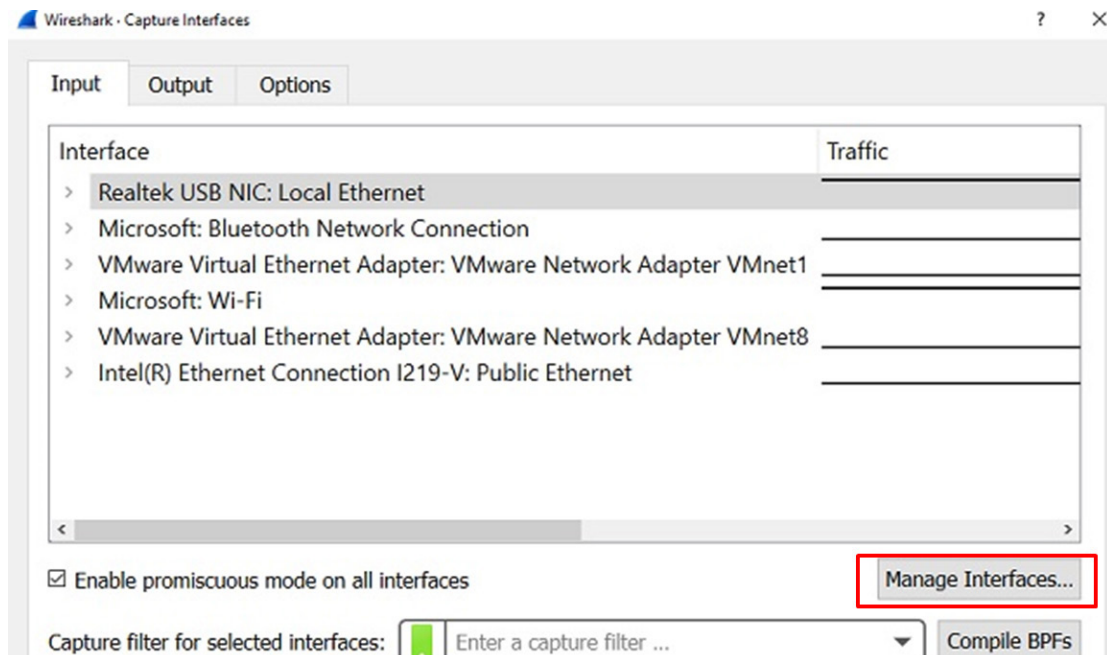 Wireshark · Capture Interfaces ? ×
Input Output Options
Interface Traffic
Realtek USB NIC: Local Ethernet
Microsoft: Bluetooth Network Connection
VMware Virtual Ethernet Adapter: VMware Network Adapter VMnet1
Microsoft: Wi-Fi
VMware Virtual Ethernet Adapter: VMware Network Adapter VMnet8
Intel(R) Ethernet Connection I219-V: Public Ethernet
Enable promiscuous mode on all interfaces Manage Interfaces...
Capture filter for selected interfaces: Enter a capture filter ... Compile BPFs